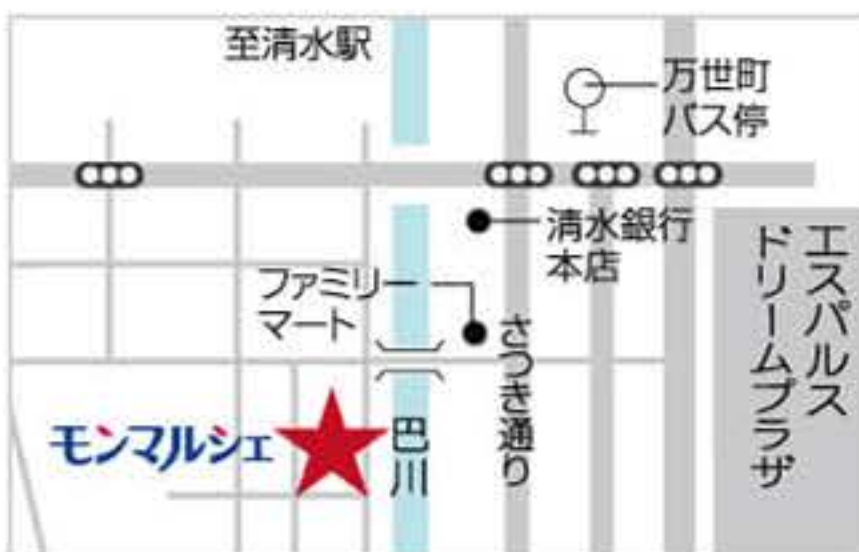 至清水駅
万世町
バス停
清水銀行
本店
ファミリー
マート
さつき通り
エスパルス
ドリームプラザ
モンマルシェ
巴川